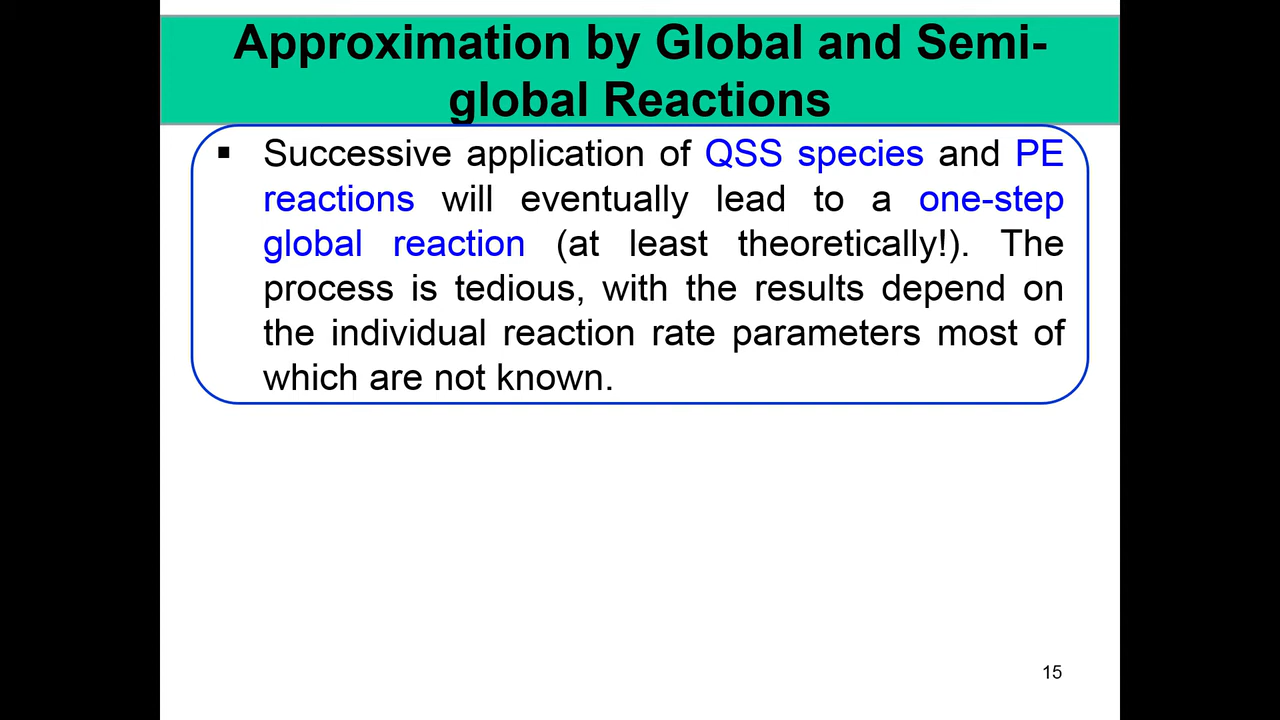 Approximation by Global and Semi-
global Reactions
▪ Successive application of QSS species and PE
reactions will eventually lead to a one-step
global reaction (at least theoretically!). The
process is tedious, with the results depend on
the individual reaction rate parameters most of
which are not known.
15